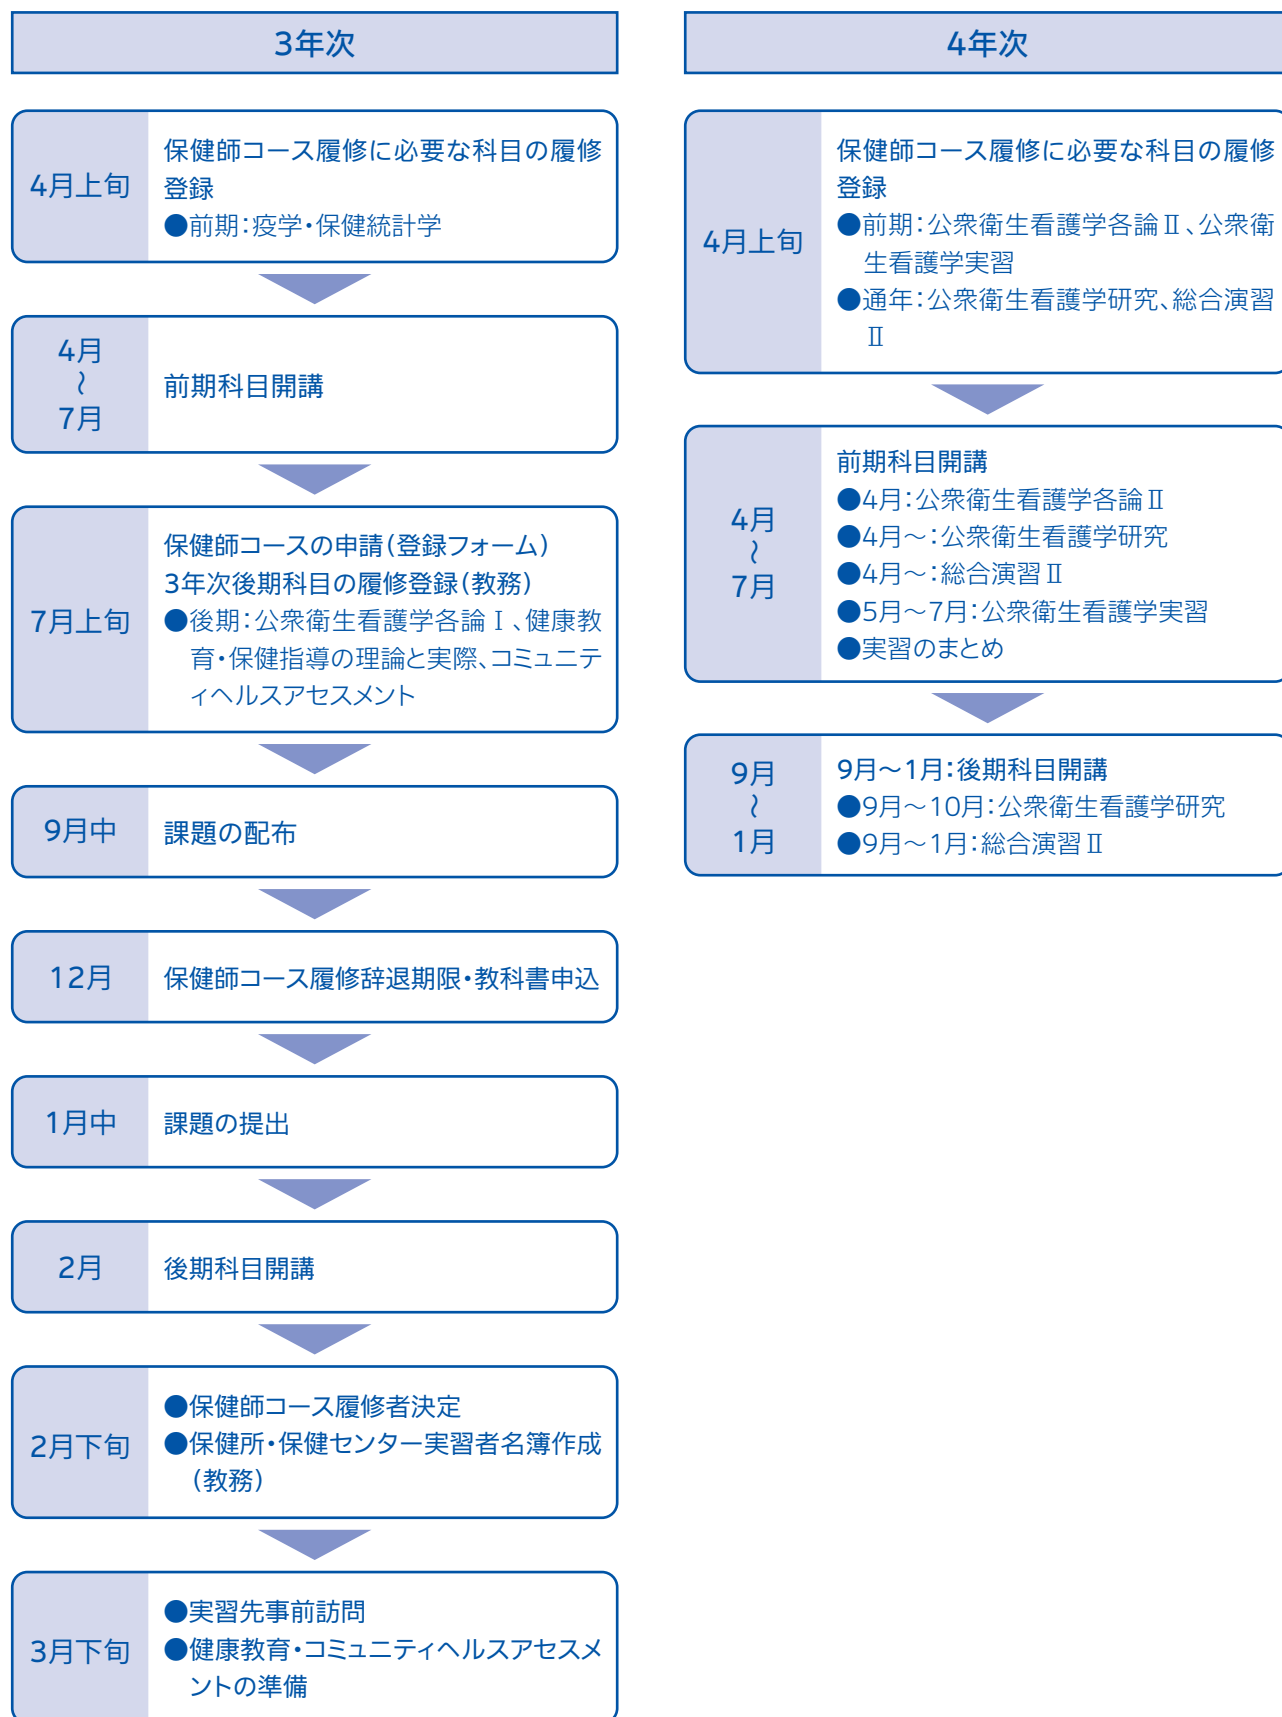 3年次
4月上旬
保健師コース履修に必要な科目の履修
登録
●前期：疫学・保健統計学
4月
〜
7月
前期科目開講
7月上旬
保健師コースの申請（登録フォーム）
3年次後期科目の履修登録（教務）
●後期：公衆衛生看護学各論Ⅰ、健康教
育・保健指導の理論と実際、コミュニテ
ィヘルスアセスメント
9月中
課題の配布
12月
保健師コース履修辞退期限・教科書申込
1月中
課題の提出
2月
後期科目開講
2月下旬
●保健師コース履修者決定
●保健所・保健センター実習者名簿作成
（教務）
3月下旬
●実習先事前訪問
●健康教育・コミュニティヘルスアセスメ
ントの準備
4年次
4月上旬
保健師コース履修に必要な科目の履修
登録
●前期：公衆衛生看護学各論Ⅱ、公衆衛
生看護学実習
●通年：公衆衛生看護学研究、総合演習
Ⅱ
4月
〜
7月
前期科目開講
●4月：公衆衛生看護学各論Ⅱ
●4月〜：公衆衛生看護学研究
●4月〜：総合演習Ⅱ
●5月〜7月：公衆衛生看護学実習
●実習のまとめ
9月
〜
1月
9月〜1月：後期科目開講
●9月〜10月：公衆衛生看護学研究
●9月〜1月：総合演習Ⅱ